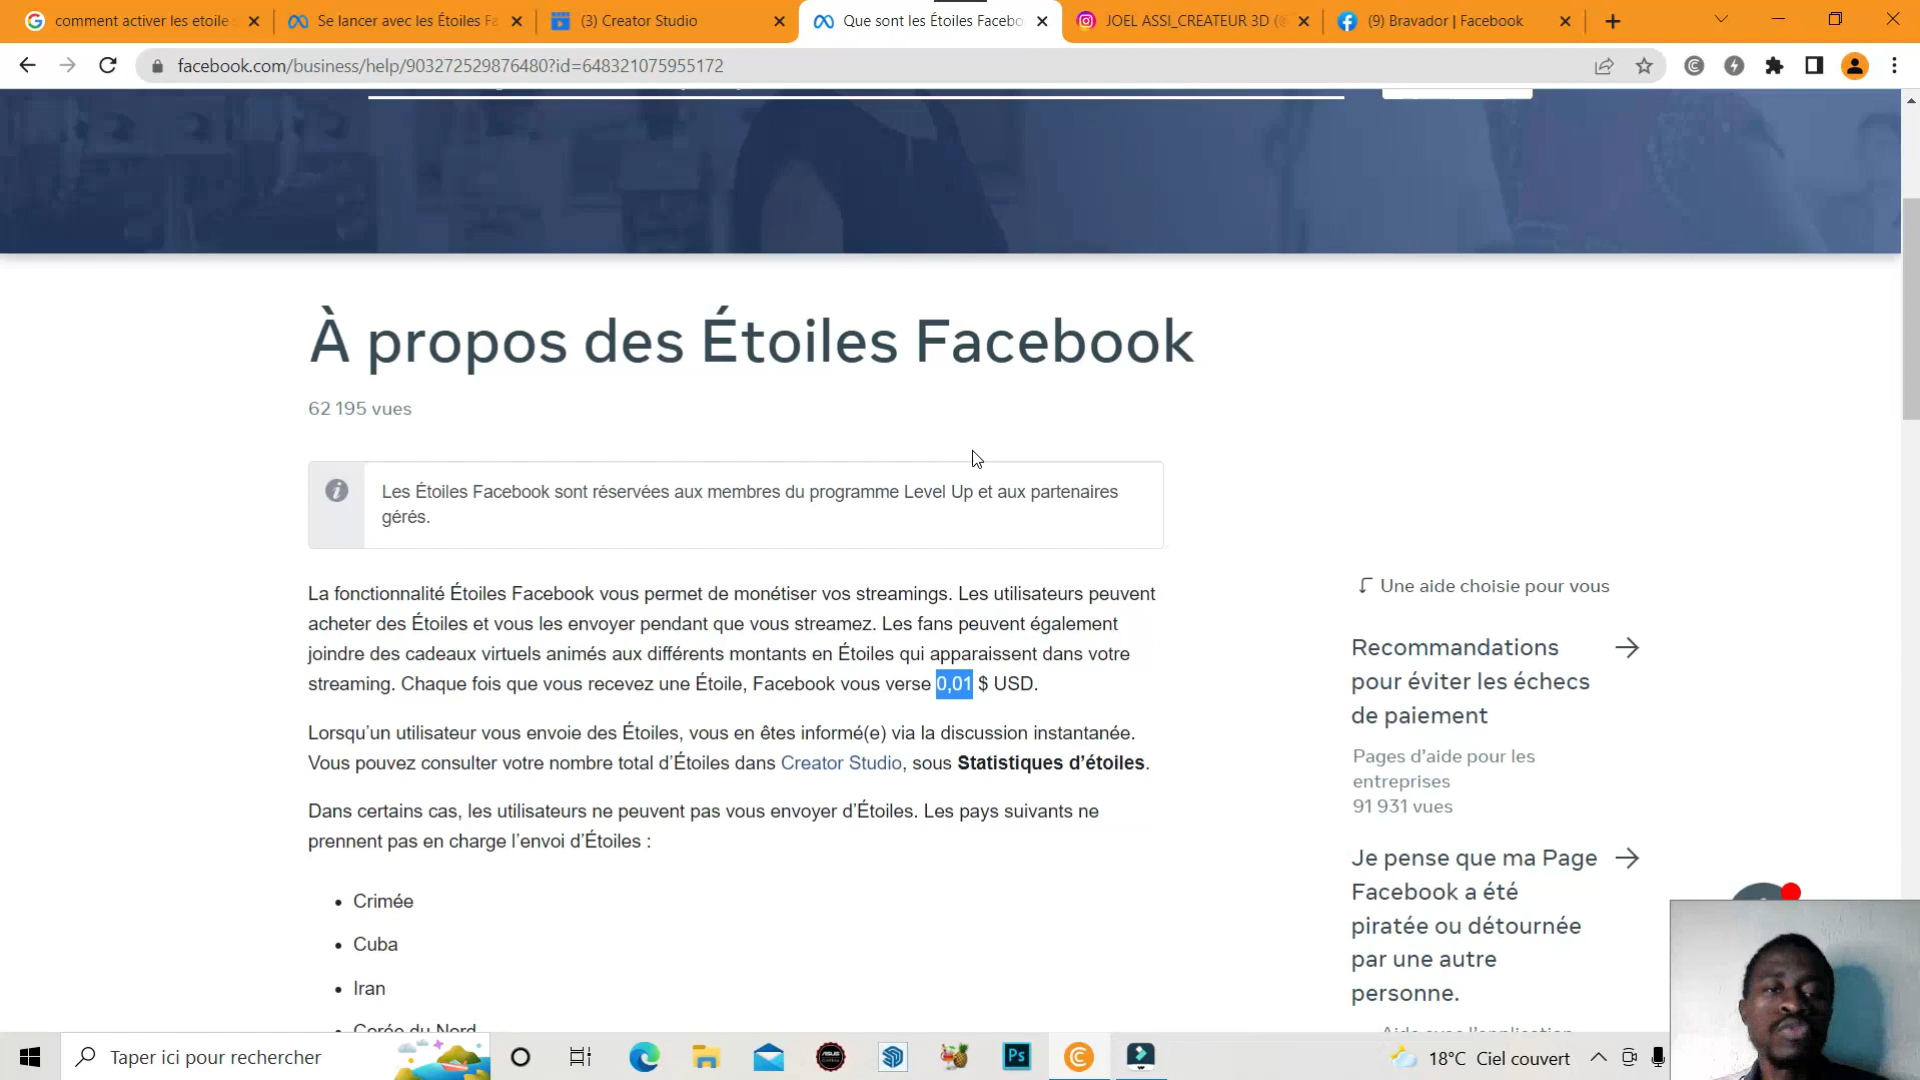 comment activer les etoile
Se lancer avec les Étoiles Fa
(3) Creator Studio
Que sont les Étoiles Facebo
JOEL ASSI_CREATEUR 3D (
(9) Bravador | Facebook
facebook.com/business/help/903272529876480?id=648321075955172
À propos des Étoiles Facebook
62 195 vues
Les Étoiles Facebook sont réservées aux membres du programme Level Up et aux partenaires
gérés.
La fonctionnalité Étoiles Facebook vous permet de monétiser vos streamings. Les utilisateurs peuvent
acheter des Étoiles et vous les envoyer pendant que vous streamez. Les fans peuvent également
joindre des cadeaux virtuels animés aux différents montants en Étoiles qui apparaissent dans votre
streaming. Chaque fois que vous recevez une Étoile, Facebook vous verse 0,01 $ USD.
Lorsqu’un utilisateur vous envoie des Étoiles, vous en êtes informé(e) via la discussion instantanée.
Vous pouvez consulter votre nombre total d’Étoiles dans Creator Studio, sous Statistiques d’étoiles.
Dans certains cas, les utilisateurs ne peuvent pas vous envoyer d’Étoiles. Les pays suivants ne
prennent pas en charge l’envoi d’Étoiles :
• Crimée
• Cuba
• Iran
• Corée du Nord
Une aide choisie pour vous
Recommandations
pour éviter les échecs
de paiement
Pages d’aide pour les
entreprises
91 931 vues
Je pense que ma Page
Facebook a été
piratée ou détournée
par une autre
personne.
Aide avec l’application
Taper ici pour rechercher
Ps
18°C Ciel couvert